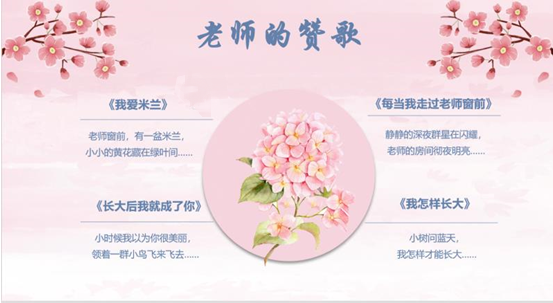 老师的赞歌
《我爱米兰》
老师窗前，有一盆米兰，
小小的黄花藏在绿叶间……
《每当我走过老师窗前》
静静的深夜群星在闪耀，
老师的房间彻夜明亮……
《长大后我就成了你》
小时候我以为你很美丽，
领着一群小鸟飞来飞去……
《我怎样长大》
小树问蓝天，
我怎样才能长大……